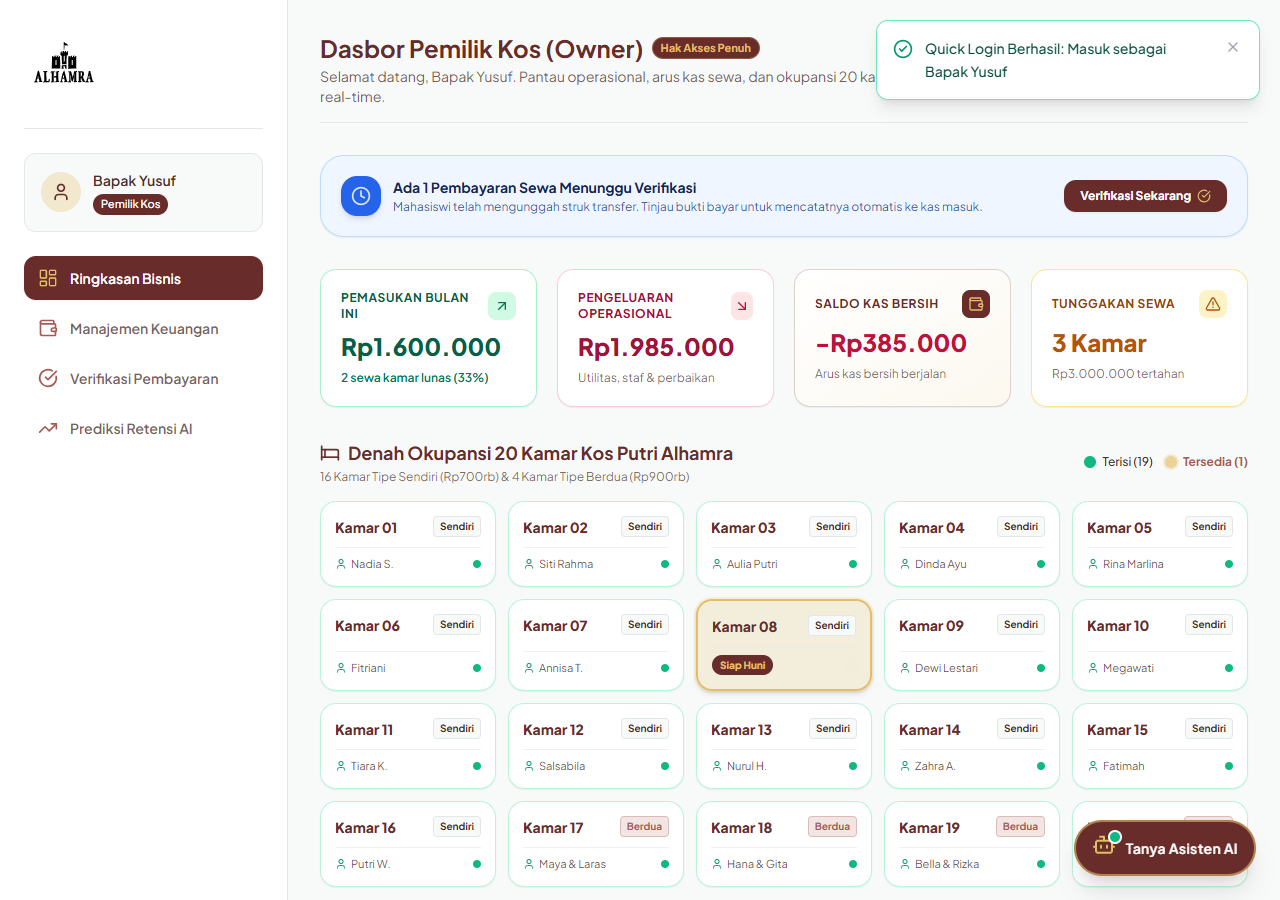 ALHAMRA
Bapak Yusuf
Pemilik Kos
Ringkasan Bisnis
Manajemen Keuangan
Verifikasi Pembayaran
Prediksi Retensi AI
Dasbor Pemilik Kos (Owner)
Hak Akses Penuh
Selamat datang, Bapak Yusuf. Pantau operasional, arus kas sewa, dan okupansi 20 ka
real-time.
Quick Login Berhasil: Masuk sebagai
Bapak Yusuf
Ada 1 Pembayaran Sewa Menunggu Verifikasi
Mahasiswi telah mengunggah struk transfer. Tinjau bukti bayar untuk mencatatnya otomatis ke kas masuk.
Verifikasi Sekarang
PEMASUKAN BULAN
INI
Rp1.600.000
2 sewa kamar lunas (33%)
PENGELUARAN
OPERASIONAL
Rp1.985.000
Utilitas, staf & perbaikan
SALDO KAS BERSIH
-Rp385.000
Arus kas bersih berjalan
TUNGGAKAN SEWA
3 Kamar
Rp3.000.000 tertahan
Denah Okupansi 20 Kamar Kos Putri Alhamra
16 Kamar Tipe Sendiri (Rp700rb) & 4 Kamar Tipe Berdua (Rp900rb)
Terisi (19)
Tersedia (1)
Kamar 01 Sendiri
Nadia S.
Kamar 02 Sendiri
Siti Rahma
Kamar 03 Sendiri
Aulia Putri
Kamar 04 Sendiri
Dinda Ayu
Kamar 05 Sendiri
Rina Marlina
Kamar 06 Sendiri
Fitriani
Kamar 07 Sendiri
Annisa T.
Kamar 08 Sendiri
Siap Huni
Kamar 09 Sendiri
Dewi Lestari
Kamar 10 Sendiri
Megawati
Kamar 11 Sendiri
Tiara K.
Kamar 12 Sendiri
Salsabila
Kamar 13 Sendiri
Nurul H.
Kamar 14 Sendiri
Zahra A.
Kamar 15 Sendiri
Fatimah
Kamar 16 Sendiri
Putri W.
Kamar 17 Berdua
Maya & Laras
Kamar 18 Berdua
Hana & Gita
Kamar 19 Berdua
Bella & Rizka
Tanya Asisten AI